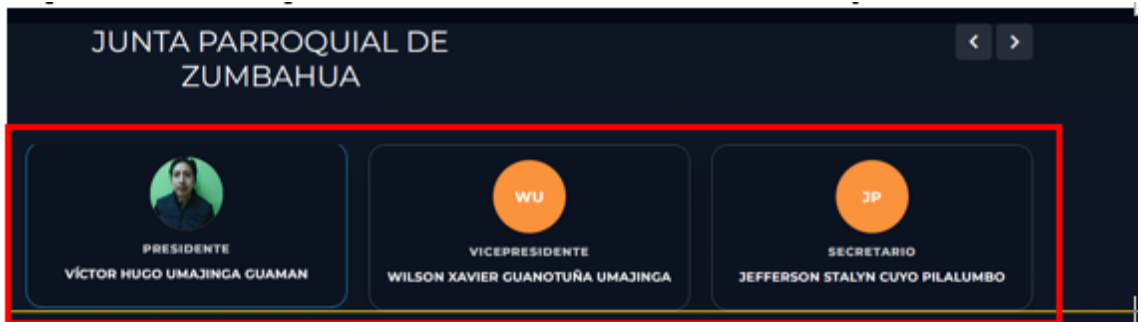 JUNTA PARROQUIAL DE
ZUMBAHUA
WU
JP
PRESIDENTE
VICEPRESIDENTE
SECRETARIO
VÍCTOR HUGO UMAJINGA GUAMAN
WILSON XAVIER GUANOTUÑA UMAJINGA
JEFFERSON STALYN CUYO PILALUMBO